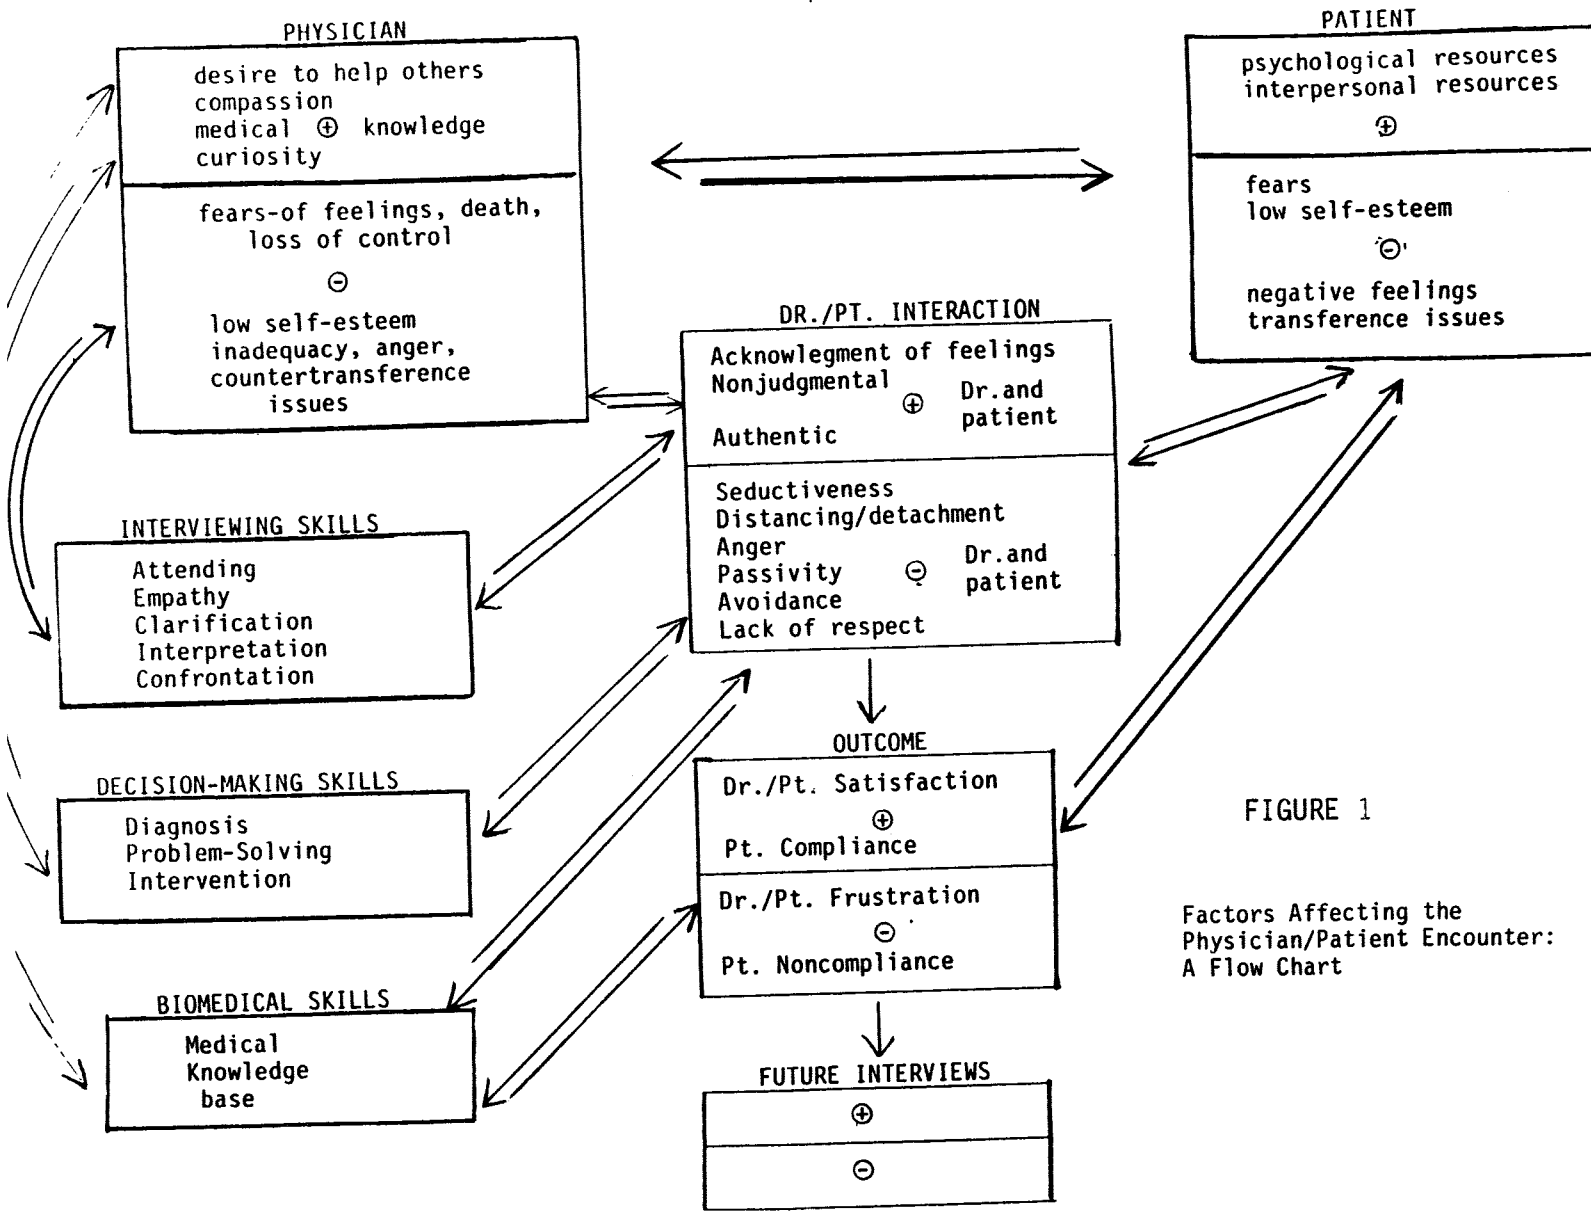 PHYSICIAN
desire to help others
compassion
medical ⊕ knowledge
curiosity
fears-of feelings, death,
loss of control
⊖
low self-esteem
inadequacy, anger,
countertransference
issues
PATIENT
psychological resources
interpersonal resources
⊕
fears
low self-esteem
⊖
negative feelings
transference issues
DR./PT. INTERACTION
Acknowlegment of feelings
Nonjudgmental
⊕ Dr.and
patient
Authentic
Seductiveness
Distancing/detachment
Anger
Passivity ⊖ Dr.and
patient
Avoidance
Lack of respect
INTERVIEWING SKILLS
Attending
Empathy
Clarification
Interpretation
Confrontation
DECISION-MAKING SKILLS
Diagnosis
Problem-Solving
Intervention
BIOMEDICAL SKILLS
Medical
Knowledge
base
OUTCOME
Dr./Pt. Satisfaction
⊕
Pt. Compliance
Dr./Pt. Frustration
⊖
Pt. Noncompliance
FUTURE INTERVIEWS
⊕
⊖
FIGURE 1
Factors Affecting the
Physician/Patient Encounter:
A Flow Chart